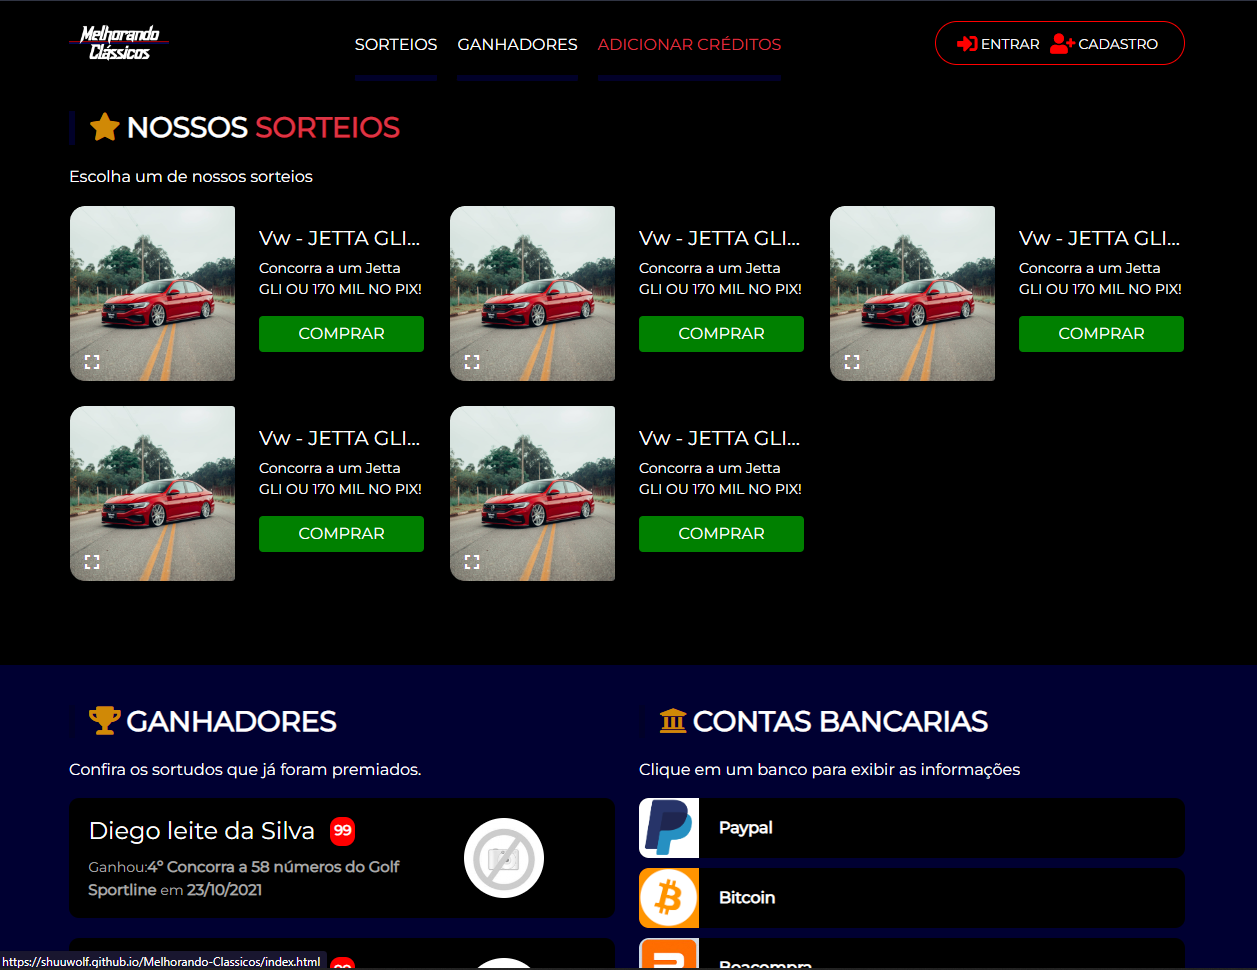 Melhorando
Clássicos
SORTEIOS GANHADORES ADICIONAR CRÉDITOS
ENTRAR CADASTRO
NOSSOS SORTEIOS
Escolha um de nossos sorteios
Vw - JETTA GLI...
Concorra a um Jetta
GLI OU 170 MIL NO PIX!
COMPRAR
Vw - JETTA GLI...
Concorra a um Jetta
GLI OU 170 MIL NO PIX!
COMPRAR
Vw - JETTA GLI...
Concorra a um Jetta
GLI OU 170 MIL NO PIX!
COMPRAR
Vw - JETTA GLI...
Concorra a um Jetta
GLI OU 170 MIL NO PIX!
COMPRAR
Vw - JETTA GLI...
Concorra a um Jetta
GLI OU 170 MIL NO PIX!
COMPRAR
GANHADORES
Confira os sortudos que já foram premiados.
Diego leite da Silva 99
Ganhou:4º Concorra a 58 números do Golf
Sportline em 23/10/2021
99
CONTAS BANCARIAS
Clique em um banco para exibir as informações
Paypal
Bitcoin
Boacompra
https://shuuwolf.github.io/Melhorando-Classicos/index.html